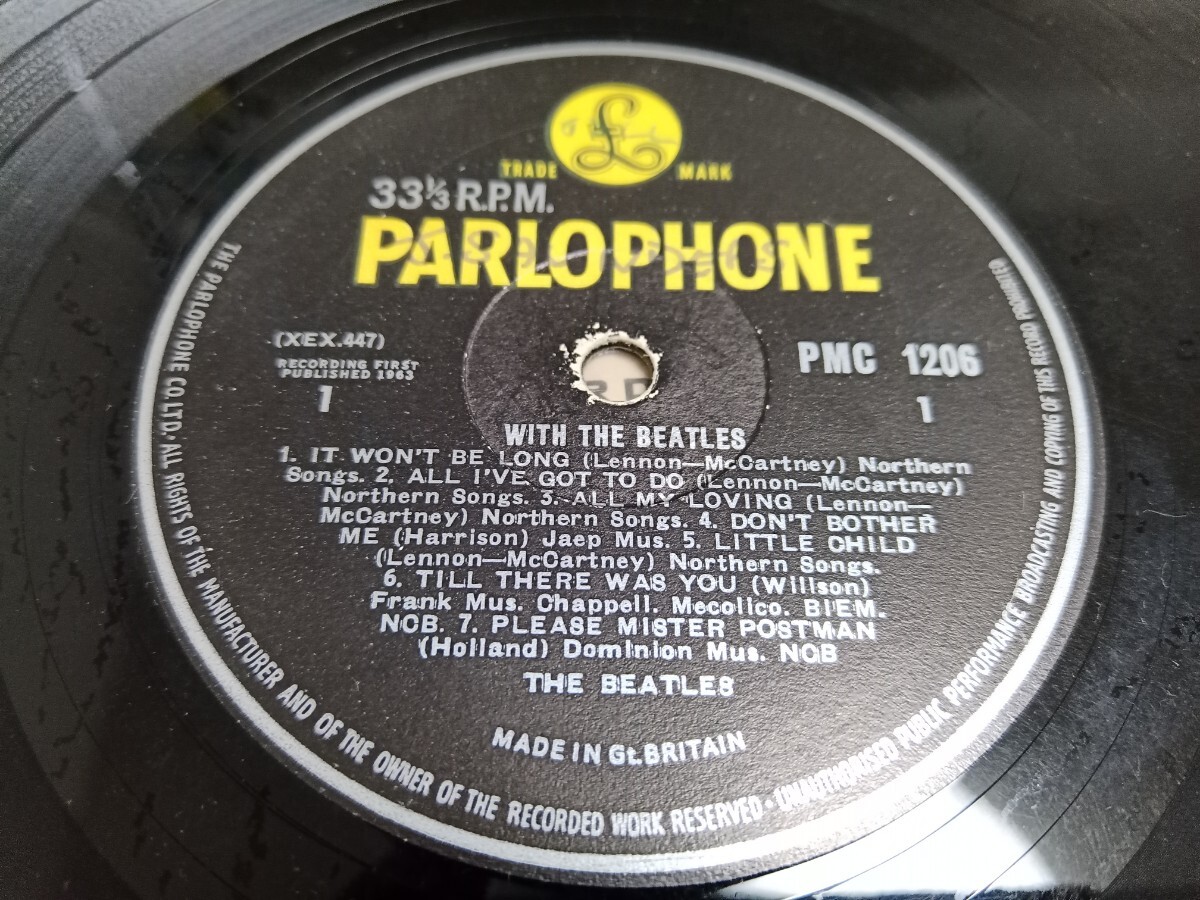 £
TRADE MARK
33⅓ R.P.M.
PARLOPHONE
(XEX.447)
RECORDING FIRST
PUBLISHED 1963
1
PMC 1206
1
WITH THE BEATLES
1. IT WON'T BE LONG (Lennon—McCartney) Northern
Songs. 2. ALL I'VE GOT TO DO (Lennon—McCartney)
Northern Songs. 3. ALL MY LOVING (Lennon—
McCartney) Northern Songs. 4. DON'T BOTHER
ME (Harrison) Jaep Mus. 5. LITTLE CHILD
(Lennon—McCartney) Northern Songs.
6. TILL THERE WAS YOU (Willson)
Frank Mus. Chappell. Mecolico. BIEM.
NCB. 7. PLEASE MISTER POSTMAN
(Holland) Dominion Mus. NCB
THE BEATLES
MADE IN Gt. BRITAIN
THE PARLOPHONE CO. LTD. ALL RIGHTS OF THE MANUFACTURER AND OF THE OWNER OF THE RECORDED WORK RESERVED · UNAUTHORISED PUBLIC PERFORMANCE BROADCASTING AND COPYING OF THIS RECORD PROHIBITED